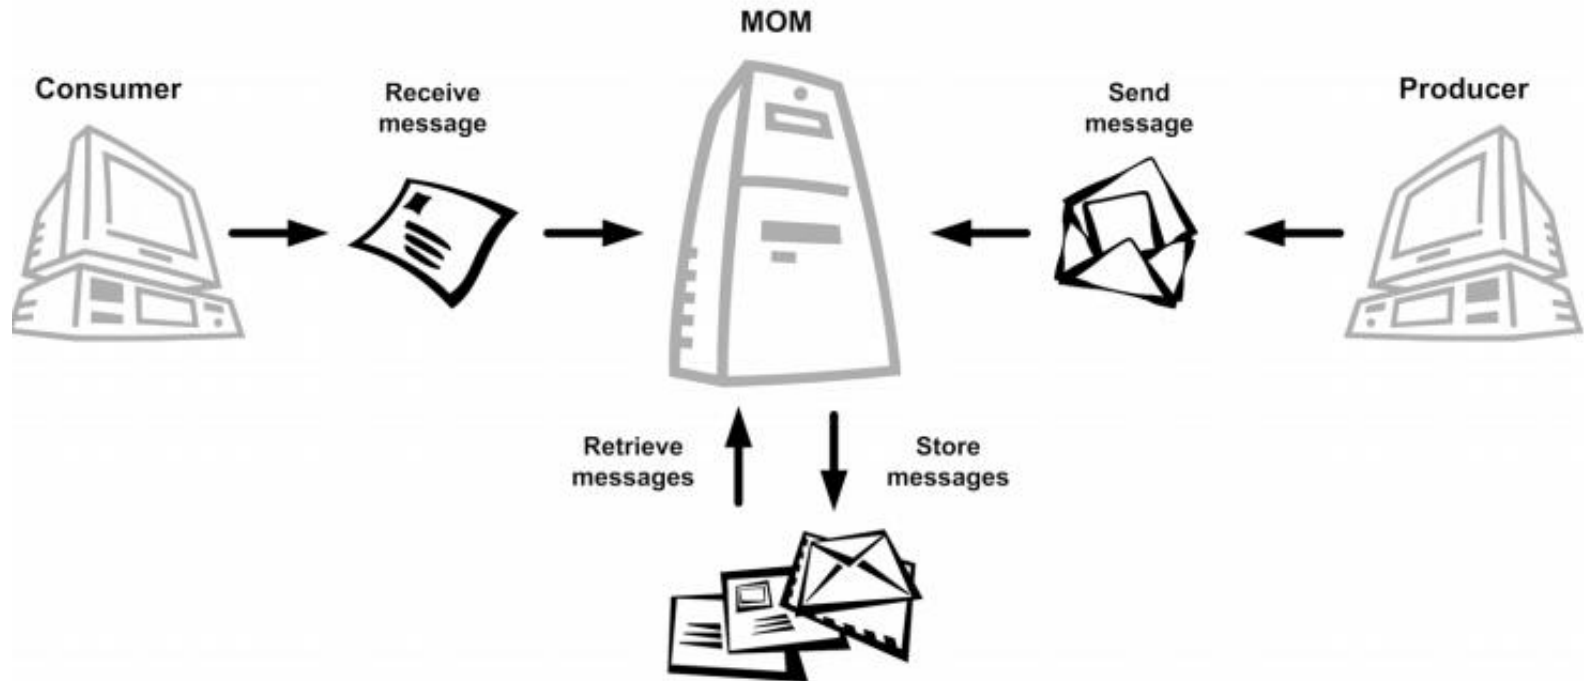 MOM
Consumer
Receive
message
Send
message
Producer
Retrieve
messages
Store
messages